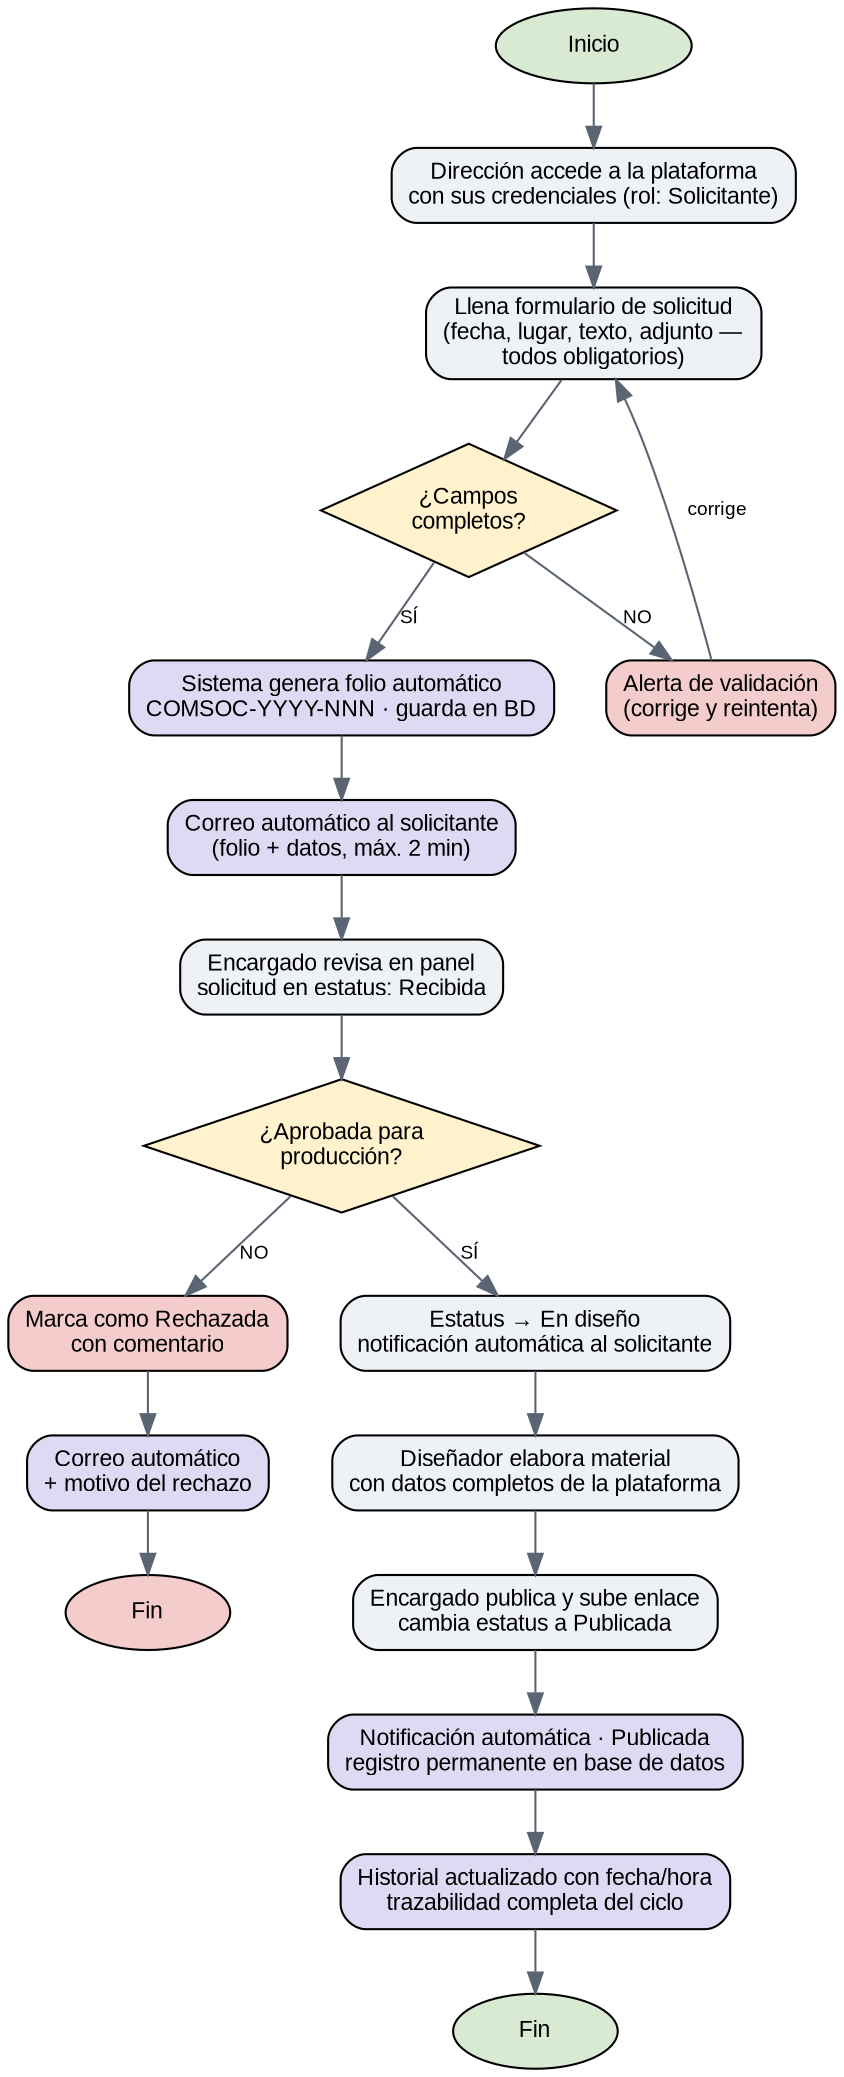 Inicio
Dirección accede a la plataforma
con sus credenciales (rol: Solicitante)
Llena formulario de solicitud
(fecha, lugar, texto, adjunto —
todos obligatorios)
¿Campos
completos?
corrige
SÍ
NO
Sistema genera folio automático
COMSOC-YYYY-NNN · guarda en BD
Alerta de validación
(corrige y reintenta)
Correo automático al solicitante
(folio + datos, máx. 2 min)
Encargado revisa en panel
solicitud en estatus: Recibida
¿Aprobada para
producción?
NO
SÍ
Marca como Rechazada
con comentario
Estatus → En diseño
notificación automática al solicitante
Correo automático
+ motivo del rechazo
Diseñador elabora material
con datos completos de la plataforma
Fin
Encargado publica y sube enlace
cambia estatus a Publicada
Notificación automática · Publicada
registro permanente en base de datos
Historial actualizado con fecha/hora
trazabilidad completa del ciclo
Fin